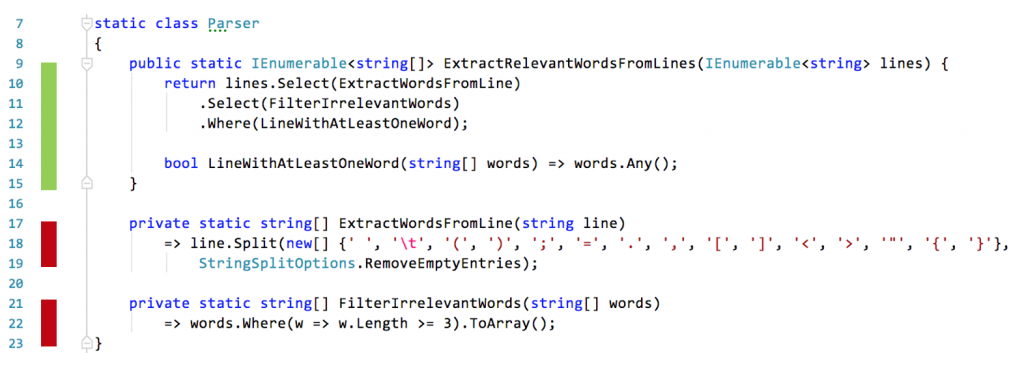 7 static class Parser
8 {
9     public static IEnumerable<string[]> ExtractRelevantWordsFromLines(IEnumerable<string> lines) {
10         return lines.Select(ExtractWordsFromLine)
11             .Select(FilterIrrelevantWords)
12             .Where(LineWithAtLeastOneWord);
13
14         bool LineWithAtLeastOneWord(string[] words) => words.Any();
15     }
16
17     private static string[] ExtractWordsFromLine(string line)
18         => line.Split(new[] {' ', '\t', '(', ')', ';', '=', '.', ',', '[', ']', '<', '>', '"', '{', '}'},
19             StringSplitOptions.RemoveEmptyEntries);
20
21     private static string[] FilterIrrelevantWords(string[] words)
22         => words.Where(w => w.Length >= 3).ToArray();
23 }